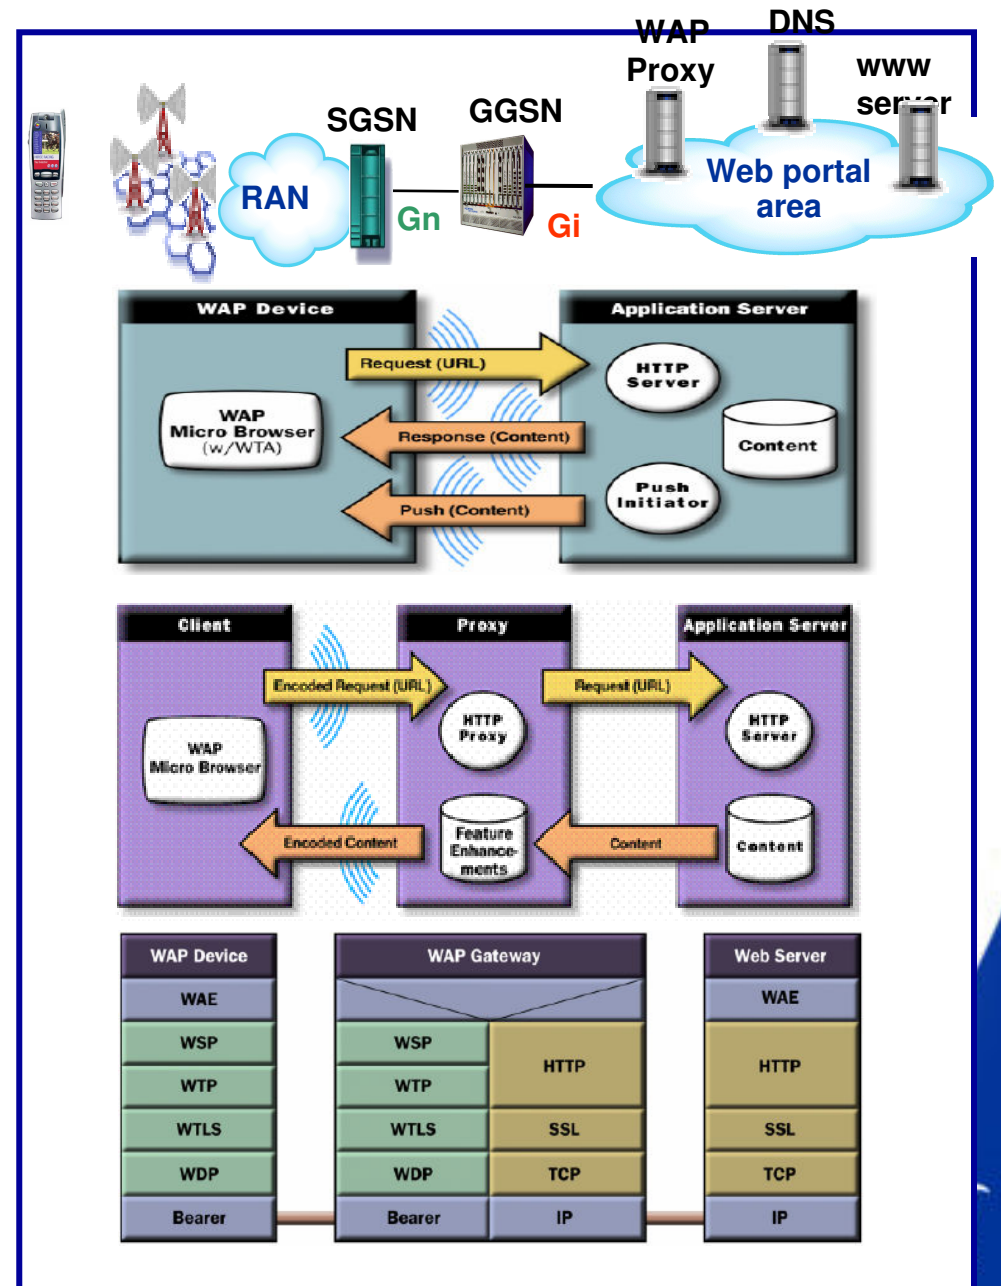 WAP
Proxy
DNS
www
server
SGSN
GGSN
RAN
Gn
Gi
Web portal
area
WAP Device
Application Server
Request (URL)
HTTP
Server
WAP
Micro Browser
(w/WTA)
Response (Content)
Content
Push (Content)
Push
Initiator
Client
Proxy
Application Server
Encoded Request (URL)
Request (URL)
HTTP
Proxy
HTTP
Server
WAP
Micro Browser
Encoded Content
Feature
Enhance-
ments
Content
Content
WAP Device
WAP Gateway
Web Server
WAE
WAE
WSP
WSP
HTTP
HTTP
WTP
WTP
WTLS
WTLS
SSL
SSL
WDP
WDP
TCP
TCP
Bearer
Bearer
IP
IP